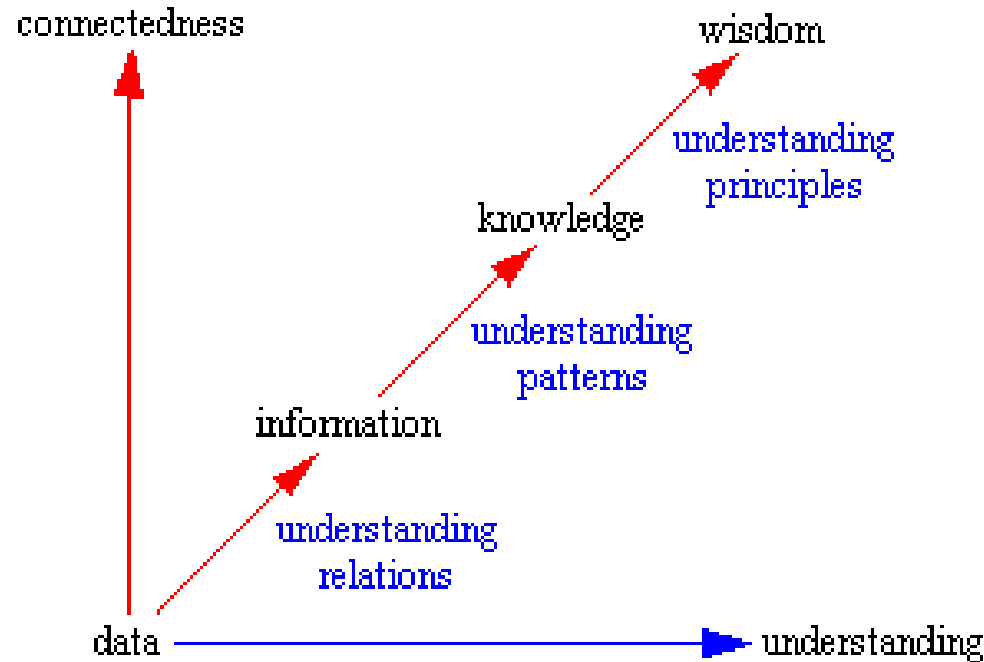 connectedness
wisdom
understanding
principles
knowledge
understanding
patterns
information
understanding
relations
data
understanding